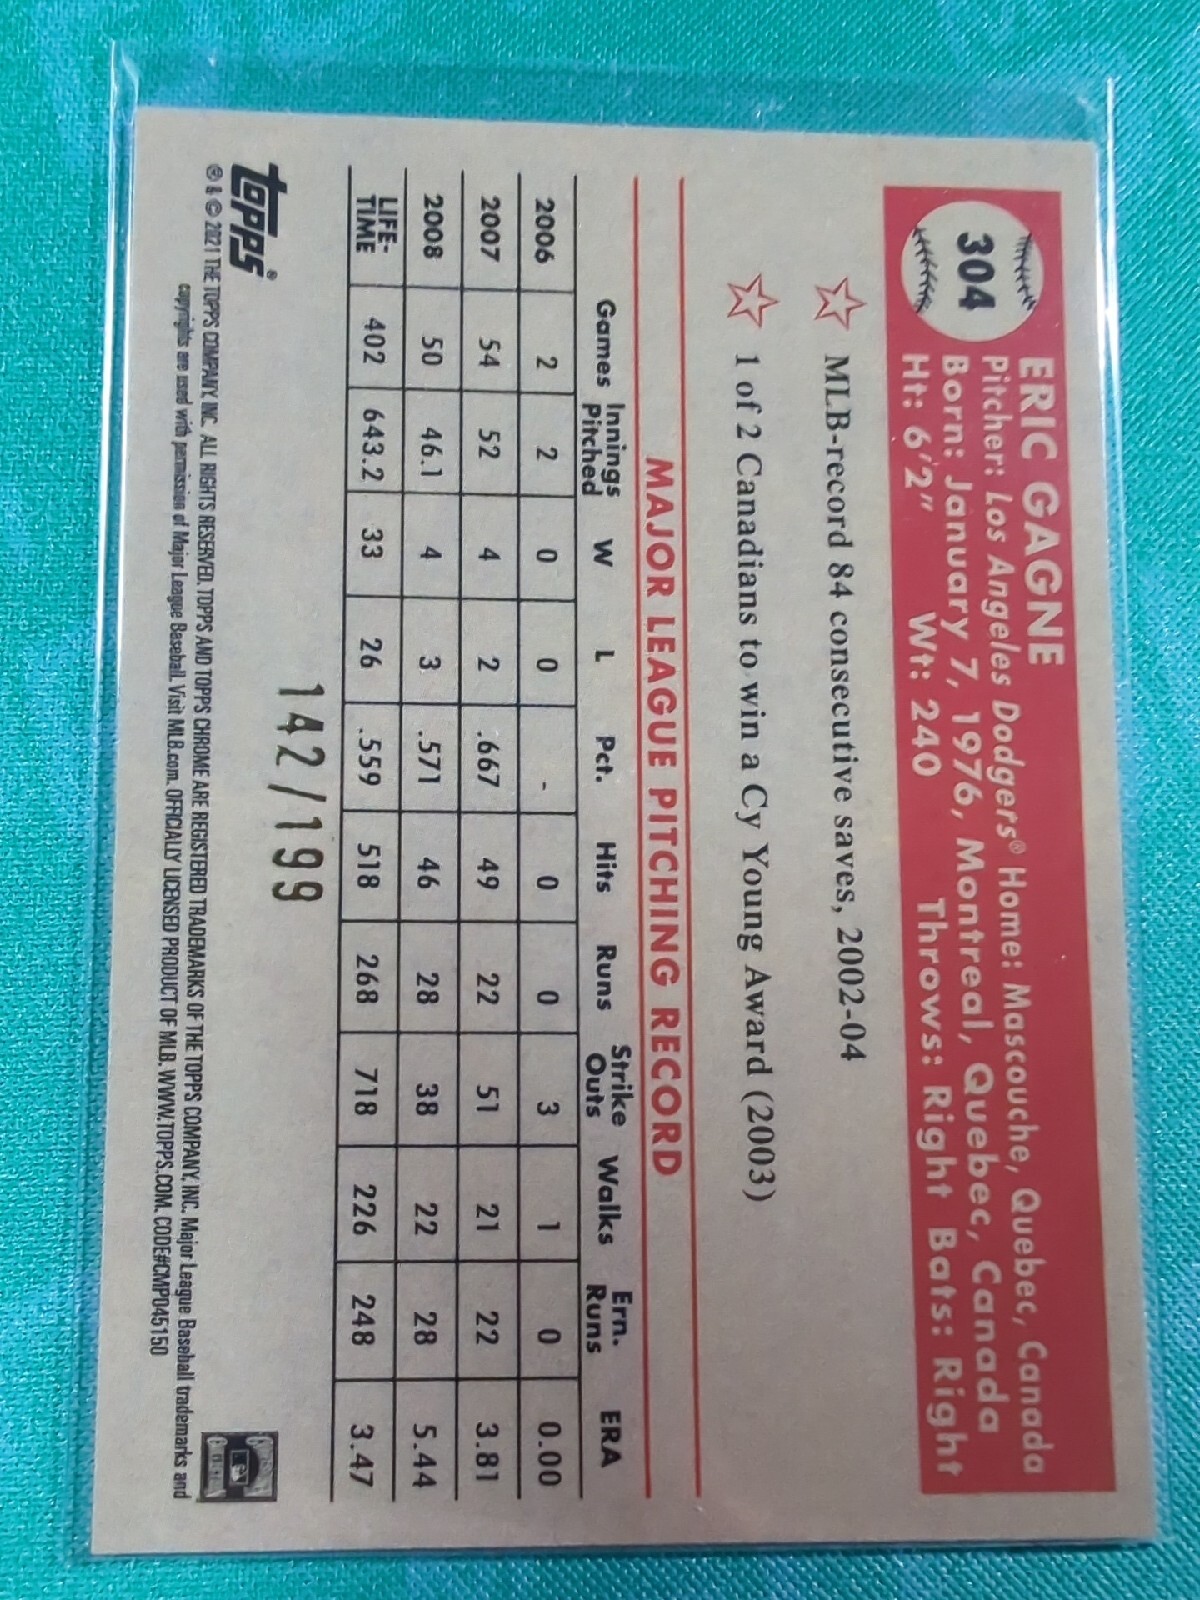 304
ERIC GAGNE
Pitcher: Los Angeles Dodgers® Home: Mascouche, Quebec, Canada
Born: January 7, 1976, Montreal, Quebec, Canada
Ht: 6'2" Wt: 240 Throws: Right Bats: Right
MLB-record 84 consecutive saves, 2002-04
1 of 2 Canadians to win a Cy Young Award (2003)
MAJOR LEAGUE PITCHING RECORD
Games Innings Pitched W L Pct. Hits Runs Strike Outs Walks Ern. Runs ERA
2006 2 2 0 0 - 0 0 3 1 0 0.00
2007 54 52 4 2 .667 49 22 51 21 22 3.81
2008 50 46.1 4 3 .571 46 28 38 22 28 5.44
LIFE-TIME 402 643.2 33 26 .559 518 268 718 226 248 3.47
142/199
topps®
® & © 2021 THE TOPPS COMPANY, INC. ALL RIGHTS RESERVED. TOPPS AND TOPPS CHROME ARE REGISTERED TRADEMARKS OF THE TOPPS COMPANY, INC. Major League Baseball trademarks and
copyrights are used with permission of Major League Baseball. Visit MLB.com. OFFICIALLY LICENSED PRODUCT OF MLB. WWW.TOPPS.COM. CODE#CMP045150